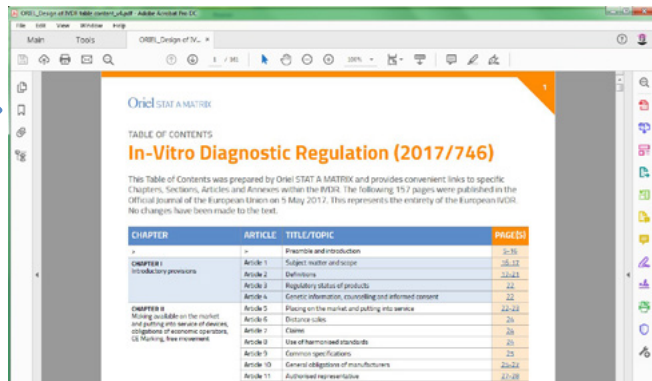 ORIEL_Design of IVDR table content_v4.pdf - Adobe Acrobat Pro DC
File Edit View Window Help
Main Tools ORIEL_Design of IV... ×
1 / 161
1
Oriel STAT A MATRIX
TABLE OF CONTENTS
In-Vitro Diagnostic Regulation (2017/746)
This Table of Contents was prepared by Oriel STAT A MATRIX and provides convenient links to specific
Chapters, Sections, Articles and Annexes within the IVDR. The following 157 pages were published in the
Official Journal of the European Union on 5 May 2017. This represents the entirety of the European IVDR.
No changes have been made to the text.
CHAPTER ARTICLE TITLE/TOPIC PAGE(S)
Preamble and introduction
CHAPTER I Article 1 Subject matter and scope
Introductory provisions
Article 2 Definitions
Article 3 Regulatory status of products 22
Article 4 Genetic information, counselling and informed consent 22
CHAPTER II Article 5 Placing on the market and putting into service 22-23
Making available on the market Article 6 Distance sales 24
and putting into service of devices,
obligations of economic operators, Article 7 Claims 24
CE Marking, free movement Article 8 Use of harmonised standards 24
Article 9 Common specifications 25
Article 10 General obligations of manufacturers
Article 11 Authorised representative 27-28